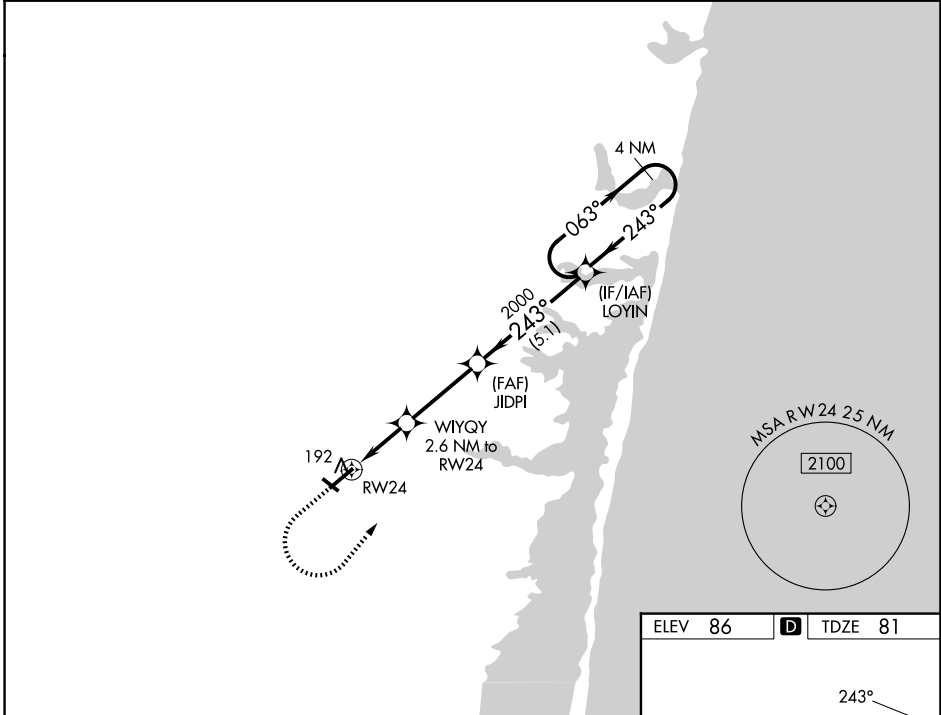 4 NM
063°
243°
(IF/IAF)
LOYIN
2000
243°
(5.1)
(FAF)
JIDPI
WIYQY
2.6 NM to
RW24
192
RW24
MSA RW24 25 NM
2100
ELEV 86 D TDZE 81
243°